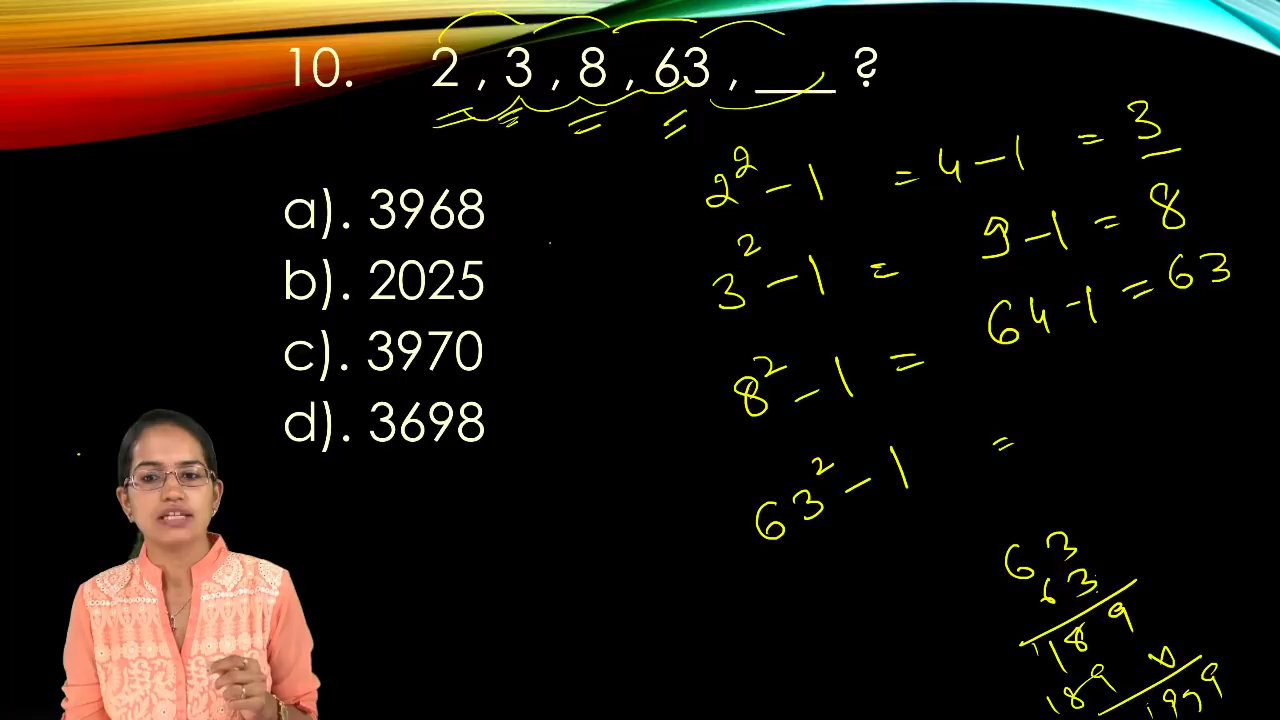 10. 2 , 3 , 8 , 63 , ___ ?
a). 3968
b). 2025
c). 3970
d). 3698
2² − 1 = 4 − 1 = 3
3² − 1 = 9 − 1 = 8
8² − 1 = 64 − 1 = 63
63² − 1 =
63
63
189
189